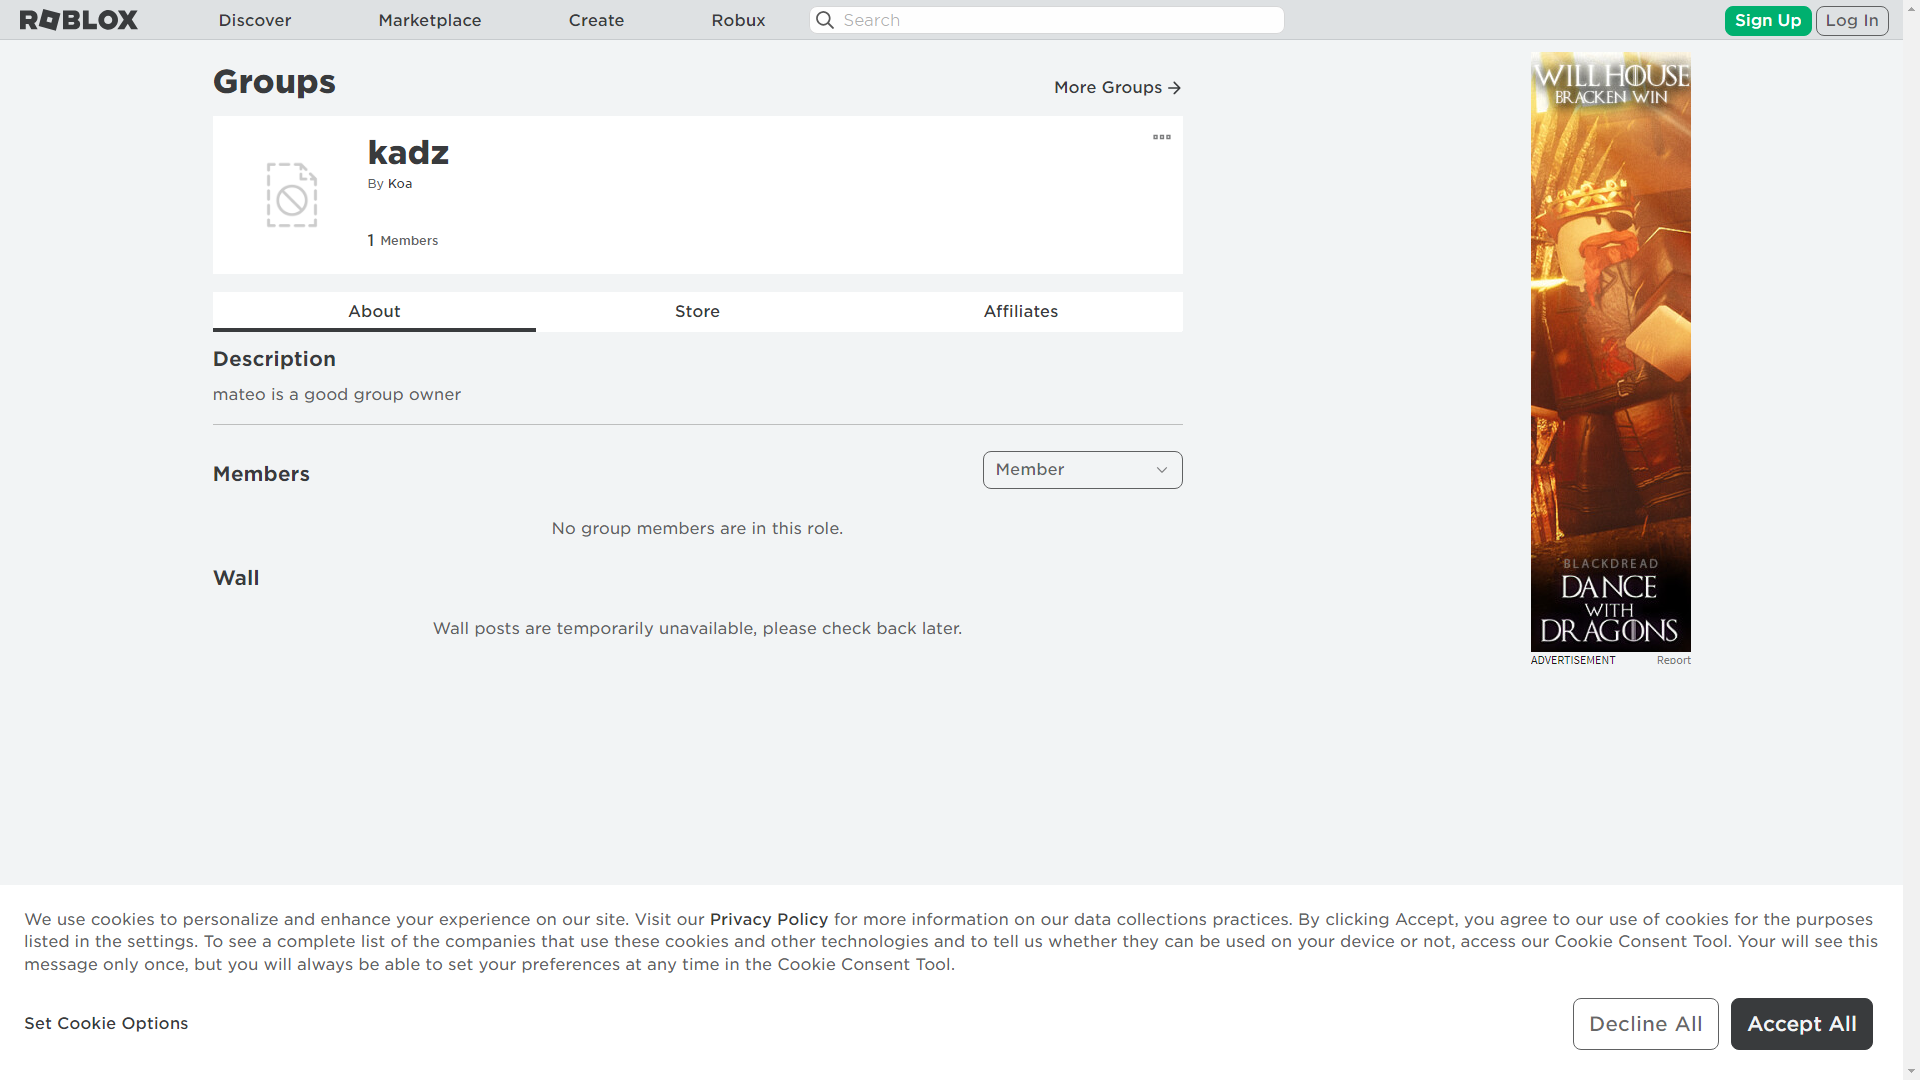 ROBLOX
Discover
Marketplace
Create
Robux
Search
Sign Up
Log In
Groups
More Groups
kadz
By Koa
1 Members
About
Store
Affiliates
Description
mateo is a good group owner
Members
Member
No group members are in this role.
Wall
Wall posts are temporarily unavailable, please check back later.
WILL HOUSE
BRACKEN WIN
BLACKDREAD
DANCE
WITH
DRAGONS
ADVERTISEMENT
Report
We use cookies to personalize and enhance your experience on our site. Visit our Privacy Policy for more information on our data collections practices. By clicking Accept, you agree to our use of cookies for the purposes
listed in the settings. To see a complete list of the companies that use these cookies and other technologies and to tell us whether they can be used on your device or not, access our Cookie Consent Tool. Your will see this
message only once, but you will always be able to set your preferences at any time in the Cookie Consent Tool.
Set Cookie Options
Decline All
Accept All